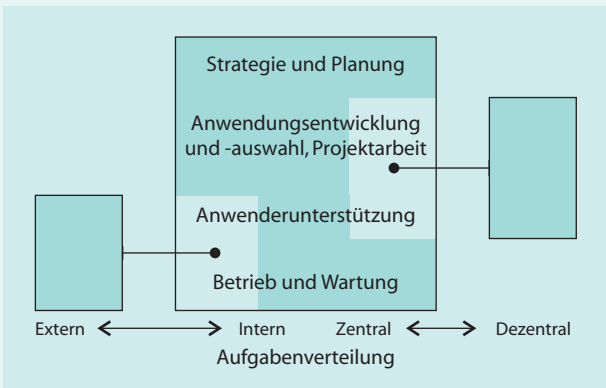 Strategie und Planung
Anwendungsentwicklung
und -auswahl, Projektarbeit
Anwenderunterstützung
Betrieb und Wartung
Extern Intern Zentral Dezentral
Aufgabenverteilung